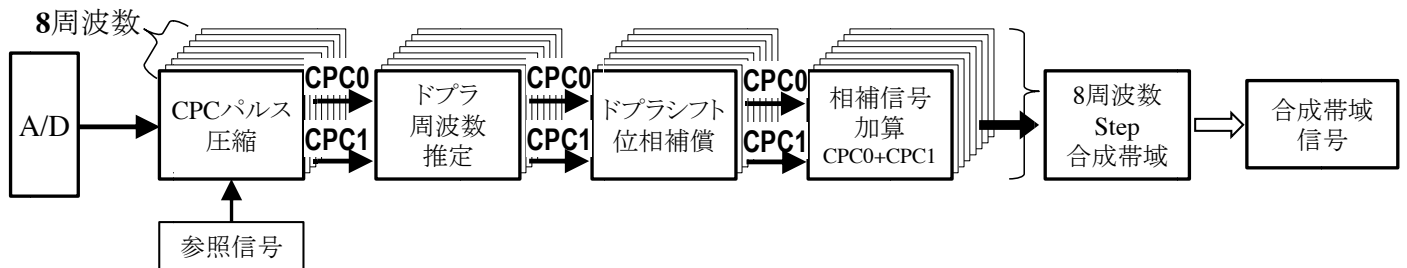 8周波数
A/D
CPCパルス
圧縮
参照信号
CPC0
CPC1
ドプラ
周波数
推定
CPC0
CPC1
ドプラシフト
位相補償
CPC0
CPC1
相補信号
加算
CPC0+CPC1
8周波数
Step
合成帯域
合成帯域
信号